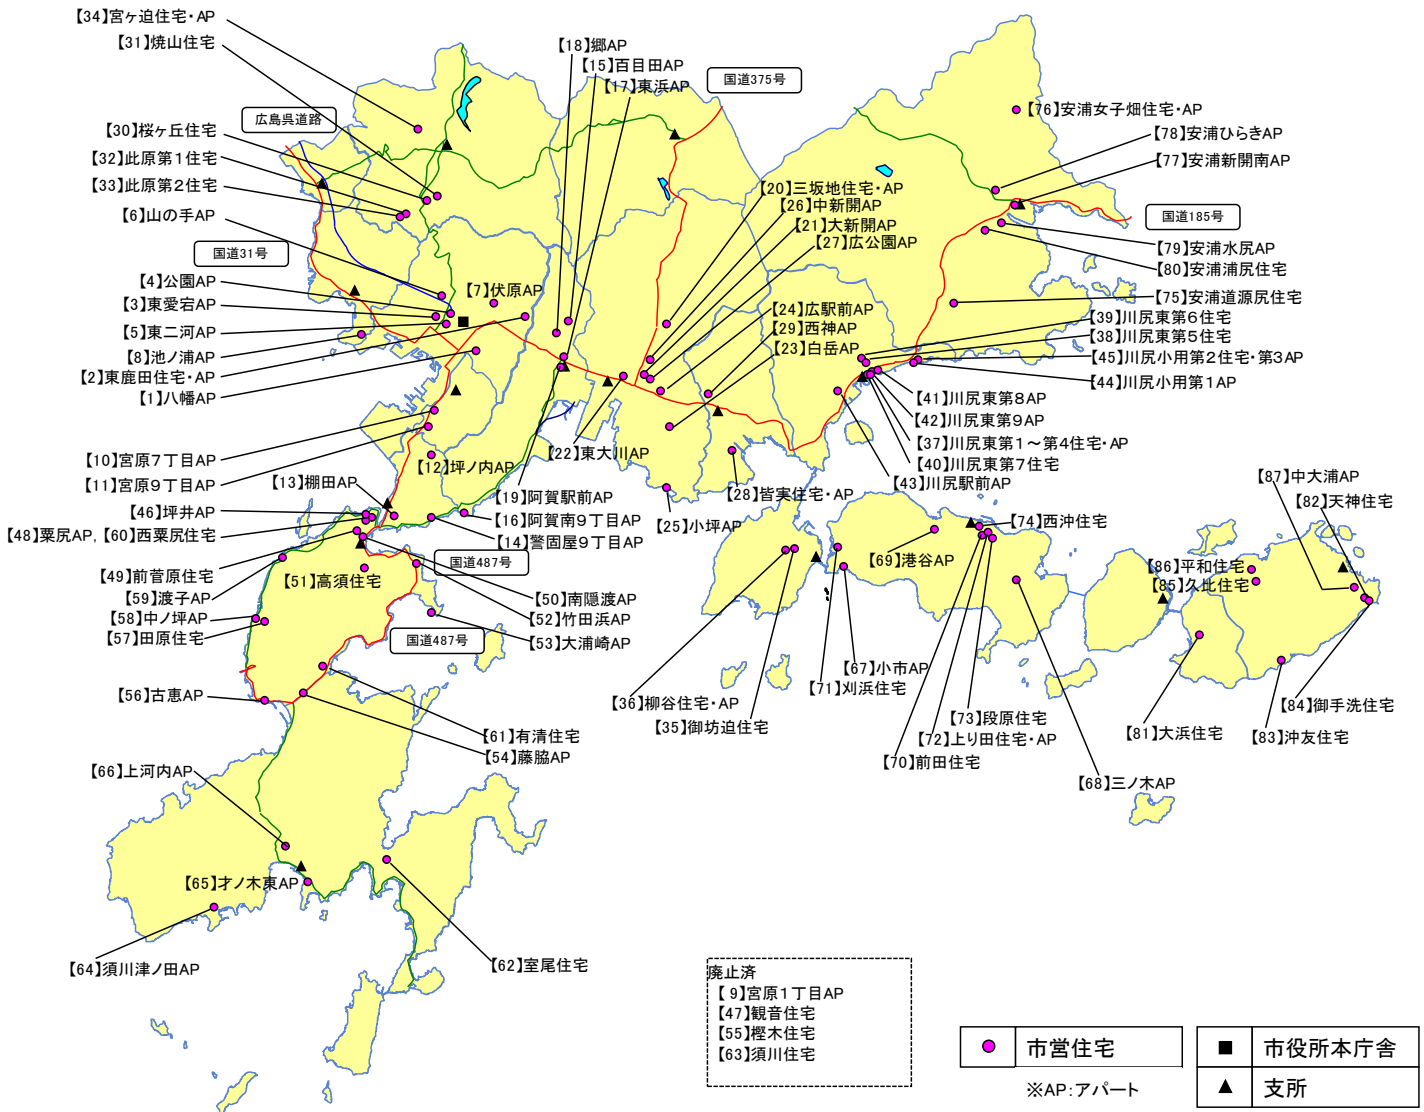 【34】宮ヶ迫住宅・AP
【31】焼山住宅
【18】郷AP
【15】百目田AP
【17】東浜AP
国道375号
広島呉道路
【30】桜ヶ丘住宅
【32】此原第1住宅
【33】此原第2住宅
【6】山の手AP
国道31号
【4】公園AP
【3】東愛宕AP
【5】東二河AP
【8】池ノ浦AP
【2】東鹿田住宅・AP
【1】八幡AP
【7】伏原AP
【20】三坂地住宅・AP
【26】中新開AP
【21】大新開AP
【27】広公園AP
【24】広駅前AP
【29】西神AP
【23】白岳AP
【76】安浦女子畑住宅・AP
【78】安浦ひらきAP
【77】安浦新開南AP
国道185号
【79】安浦水尻AP
【80】安浦浦尻住宅
【75】安浦道源尻住宅
【39】川尻東第6住宅
【38】川尻東第5住宅
【45】川尻小用第2住宅・第3AP
【44】川尻小用第1AP
【41】川尻東第8AP
【42】川尻東第9AP
【37】川尻東第1～第4住宅・AP
【40】川尻東第7住宅
【43】川尻駅前AP
【10】宮原7丁目AP
【11】宮原9丁目AP
【12】坪ノ内AP
【13】棚田AP
【22】東大川AP
【19】阿賀駅前AP
【16】阿賀南9丁目AP
【14】警固屋9丁目AP
【25】小坪AP
【28】皆実住宅・AP
【46】坪井AP
【48】粟尻AP,【60】西粟尻住宅
【49】前菅原住宅
【59】渡子AP
【58】中ノ坪AP
【57】田原住宅
【51】高須住宅
国道487号
【50】南隠渡AP
【52】竹田浜AP
【53】大浦崎AP
国道487号
【56】古恵AP
【61】有清住宅
【54】藤脇AP
【66】上河内AP
【65】才ノ木東AP
【64】須川津ノ田AP
【62】室尾住宅
【87】中大浦AP
【82】天神住宅
【74】西沖住宅
【69】港谷AP
【86】平和住宅
【85】久比住宅
【67】小市AP
【71】刈浜住宅
【36】柳谷住宅・AP
【35】御坊迫住宅
【73】段原住宅
【72】上り田住宅・AP
【70】前田住宅
【68】三ノ木AP
【81】大浜住宅
【84】御手洗住宅
【83】沖友住宅
廃止済
【 9】宮原1丁目AP
【47】観音住宅
【55】樫木住宅
【63】須川住宅
市営住宅
※AP:アパート
市役所本庁舎
支所